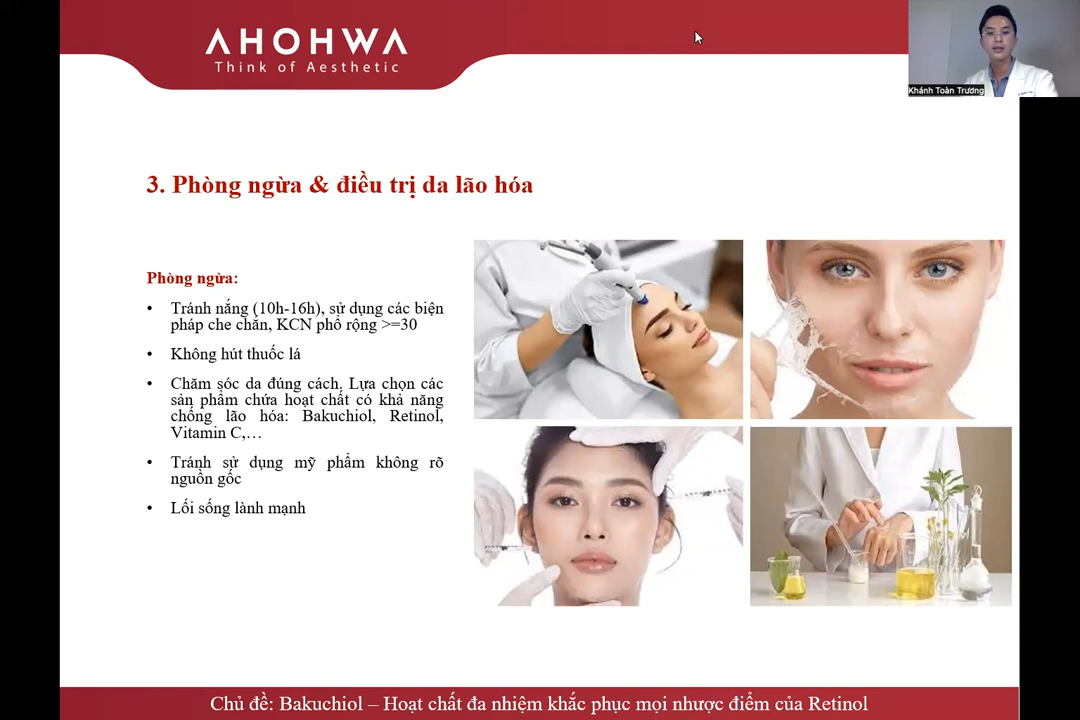 AHOHWA
Think of Aesthetic
Khánh Toàn Trương
3. Phòng ngừa & điều trị da lão hóa
Phòng ngừa:
• Tránh nắng (10h-16h), sử dụng các biện
pháp che chắn, KCN phổ rộng >=30
• Không hút thuốc lá
• Chăm sóc da đúng cách. Lựa chọn các
sản phẩm chứa hoạt chất có khả năng
chống lão hóa: Bakuchiol, Retinol,
Vitamin C,…
• Tránh sử dụng mỹ phẩm không rõ
nguồn gốc
• Lối sống lành mạnh
Chủ đề: Bakuchiol – Hoạt chất đa nhiệm khắc phục mọi nhược điểm của Retinol